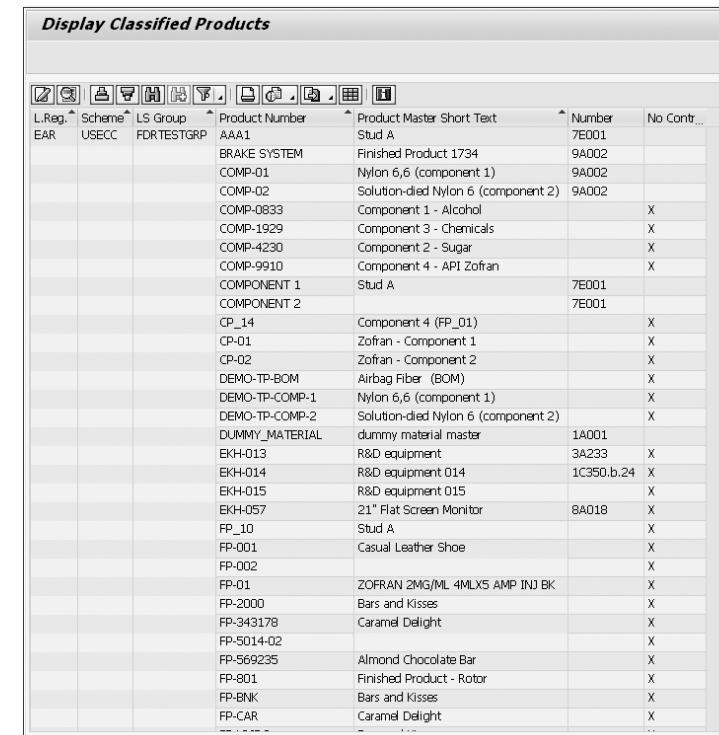 Display Classified Products
L.Reg. Scheme LS Group Product Number Product Master Short Text Number No Contr...
EAR USECC FDRTESTGRP AAA1 Stud A 7E001
BRAKE SYSTEM Finished Product 1734 9A002
COMP-01 Nylon 6,6 (component 1) 9A002
COMP-02 Solution-died Nylon 6 (component 2) 9A002
COMP-0833 Component 1 - Alcohol X
COMP-1929 Component 3 - Chemicals X
COMP-4230 Component 2 - Sugar X
COMP-9910 Component 4 - API Zofran X
COMPONENT 1 Stud A 7E001
COMPONENT 2 7E001
CP_14 Component 4 (FP_01) X
CP-01 Zofran - Component 1 X
CP-02 Zofran - Component 2 X
DEMO-TP-BOM Airbag Fiber (BOM) X
DEMO-TP-COMP-1 Nylon 6,6 (component 1) X
DEMO-TP-COMP-2 Solution-died Nylon 6 (component 2) X
DUMMY_MATERIAL dummy material master 1A001
EKH-013 R&D equipment 3A233 X
EKH-014 R&D equipment 014 1C350.b.24 X
EKH-015 R&D equipment 015 X
EKH-057 21" Flat Screen Monitor 8A018 X
FP_10 Stud A X
FP-001 Casual Leather Shoe X
FP-002 X
FP-01 ZOFRAN 2MG/ML 4MLX5 AMP INJ BK X
FP-2000 Bars and Kisses X
FP-343178 Caramel Delight X
FP-5014-02 X
FP-569235 Almond Chocolate Bar X
FP-801 Finished Product - Rotor X
FP-BNK Bars and Kisses X
FP-CAR Caramel Delight X